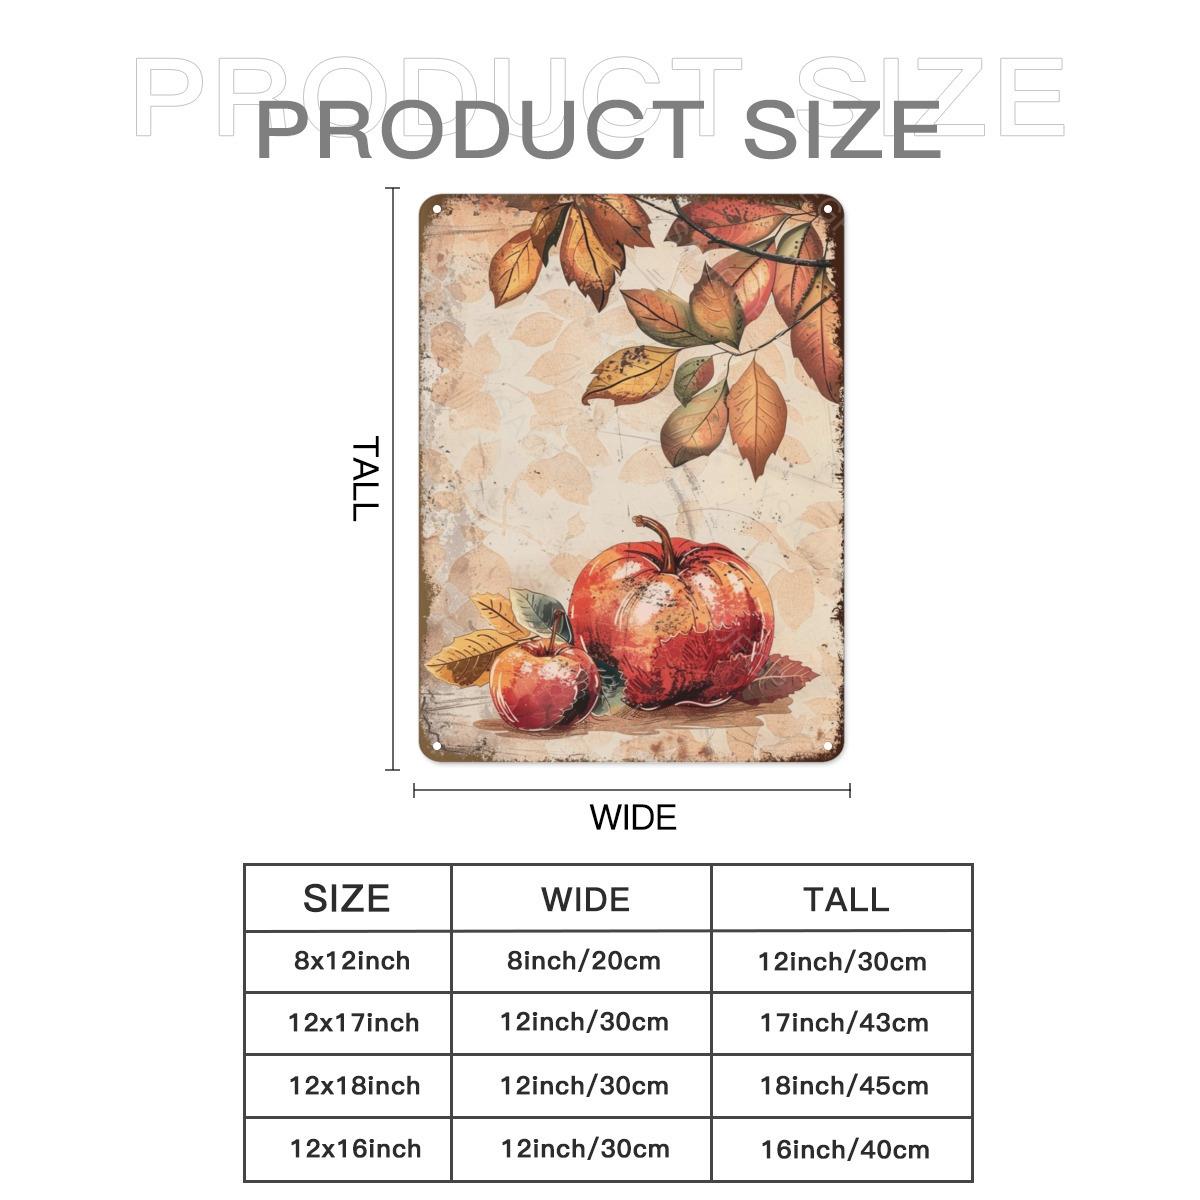 PRODUCT SIZE
PRODUCT SIZE
TALL
WIDE
SIZE WIDE TALL
8x12inch 8inch/20cm 12inch/30cm
12x17inch 12inch/30cm 17inch/43cm
12x18inch 12inch/30cm 18inch/45cm
12x16inch 12inch/30cm 16inch/40cm